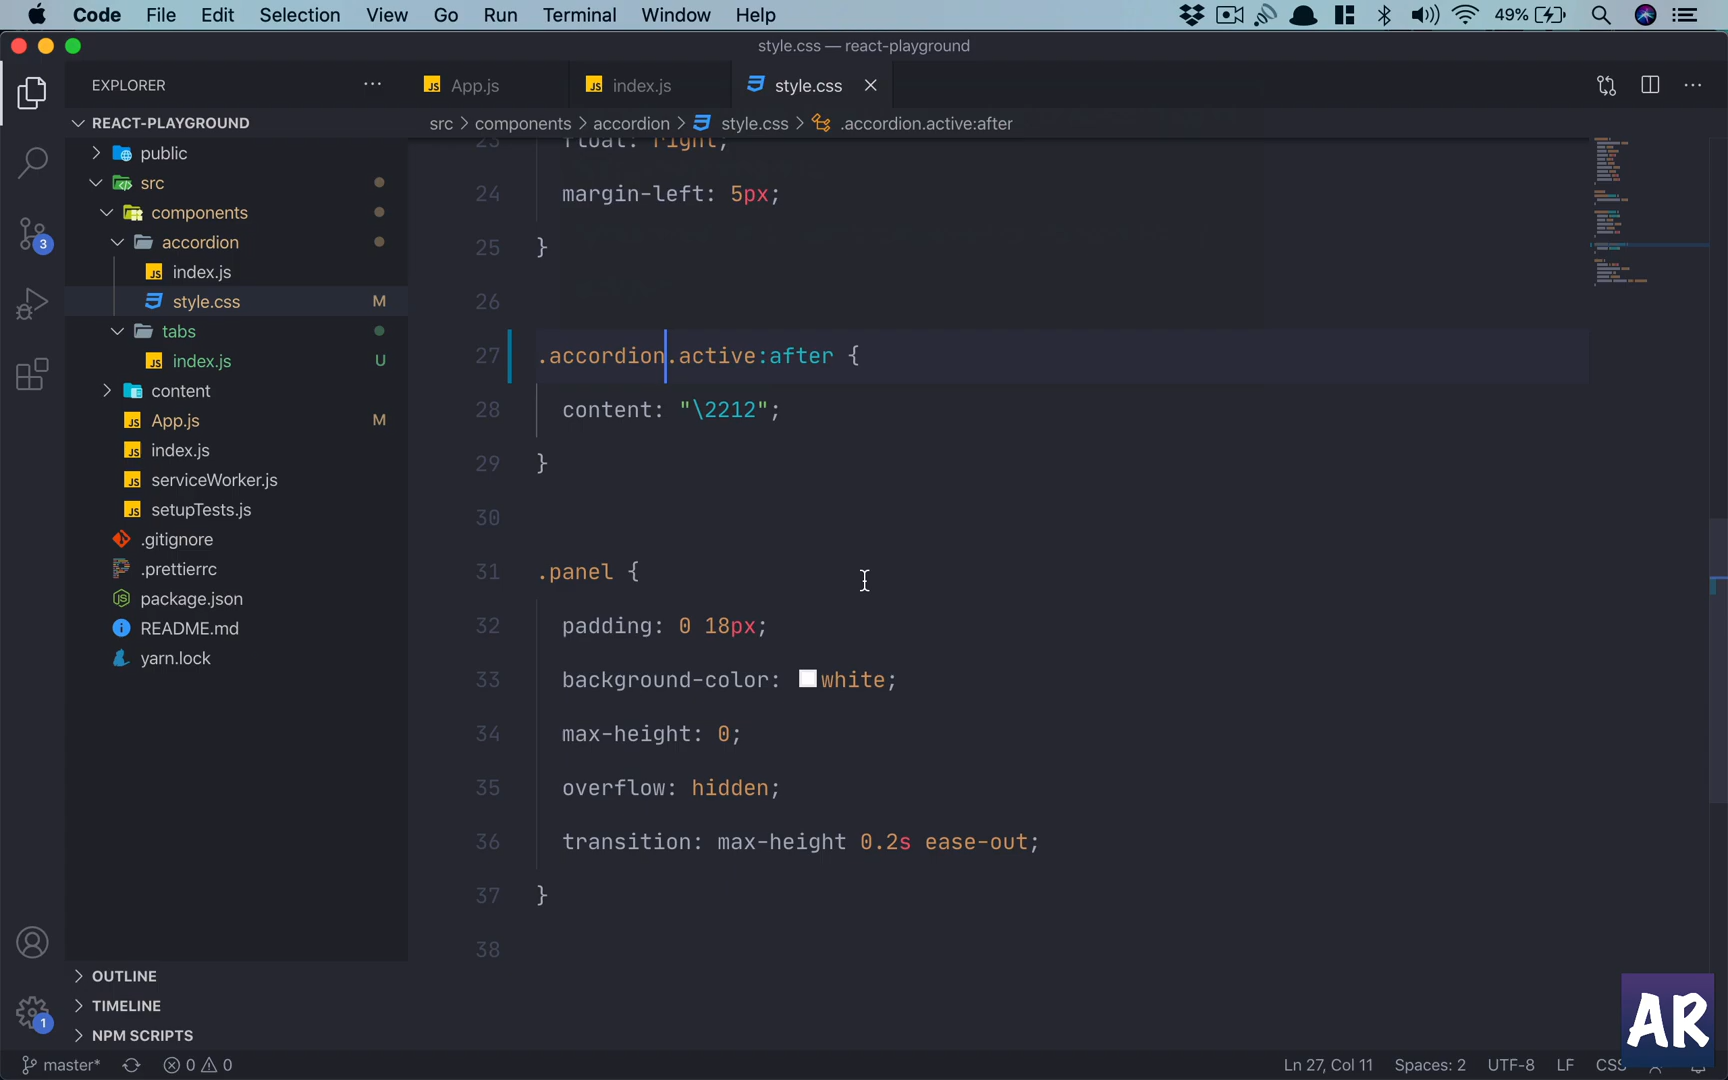 Code File Edit Selection View Go Run Terminal Window Help 49%
style.css — react-playground
EXPLORER
App.js
index.js
style.css
REACT-PLAYGROUND
src > components > accordion > style.css > .accordion.active:after
public
src
components
accordion
index.js
style.css M
tabs
index.js U
content
App.js M
index.js
serviceWorker.js
setupTests.js
.gitignore
.prettierrc
package.json
README.md
yarn.lock
OUTLINE
TIMELINE
NPM SCRIPTS
3
1
23 float: right;
24 margin-left: 5px;
25 }
26
27 .accordion.active:after {
28 content: "\2212";
29 }
30
31 .panel {
32 padding: 0 18px;
33 background-color: white;
34 max-height: 0;
35 overflow: hidden;
36 transition: max-height 0.2s ease-out;
37 }
38
AR
master* 0 0 Ln 27, Col 11 Spaces: 2 UTF-8 LF CSS